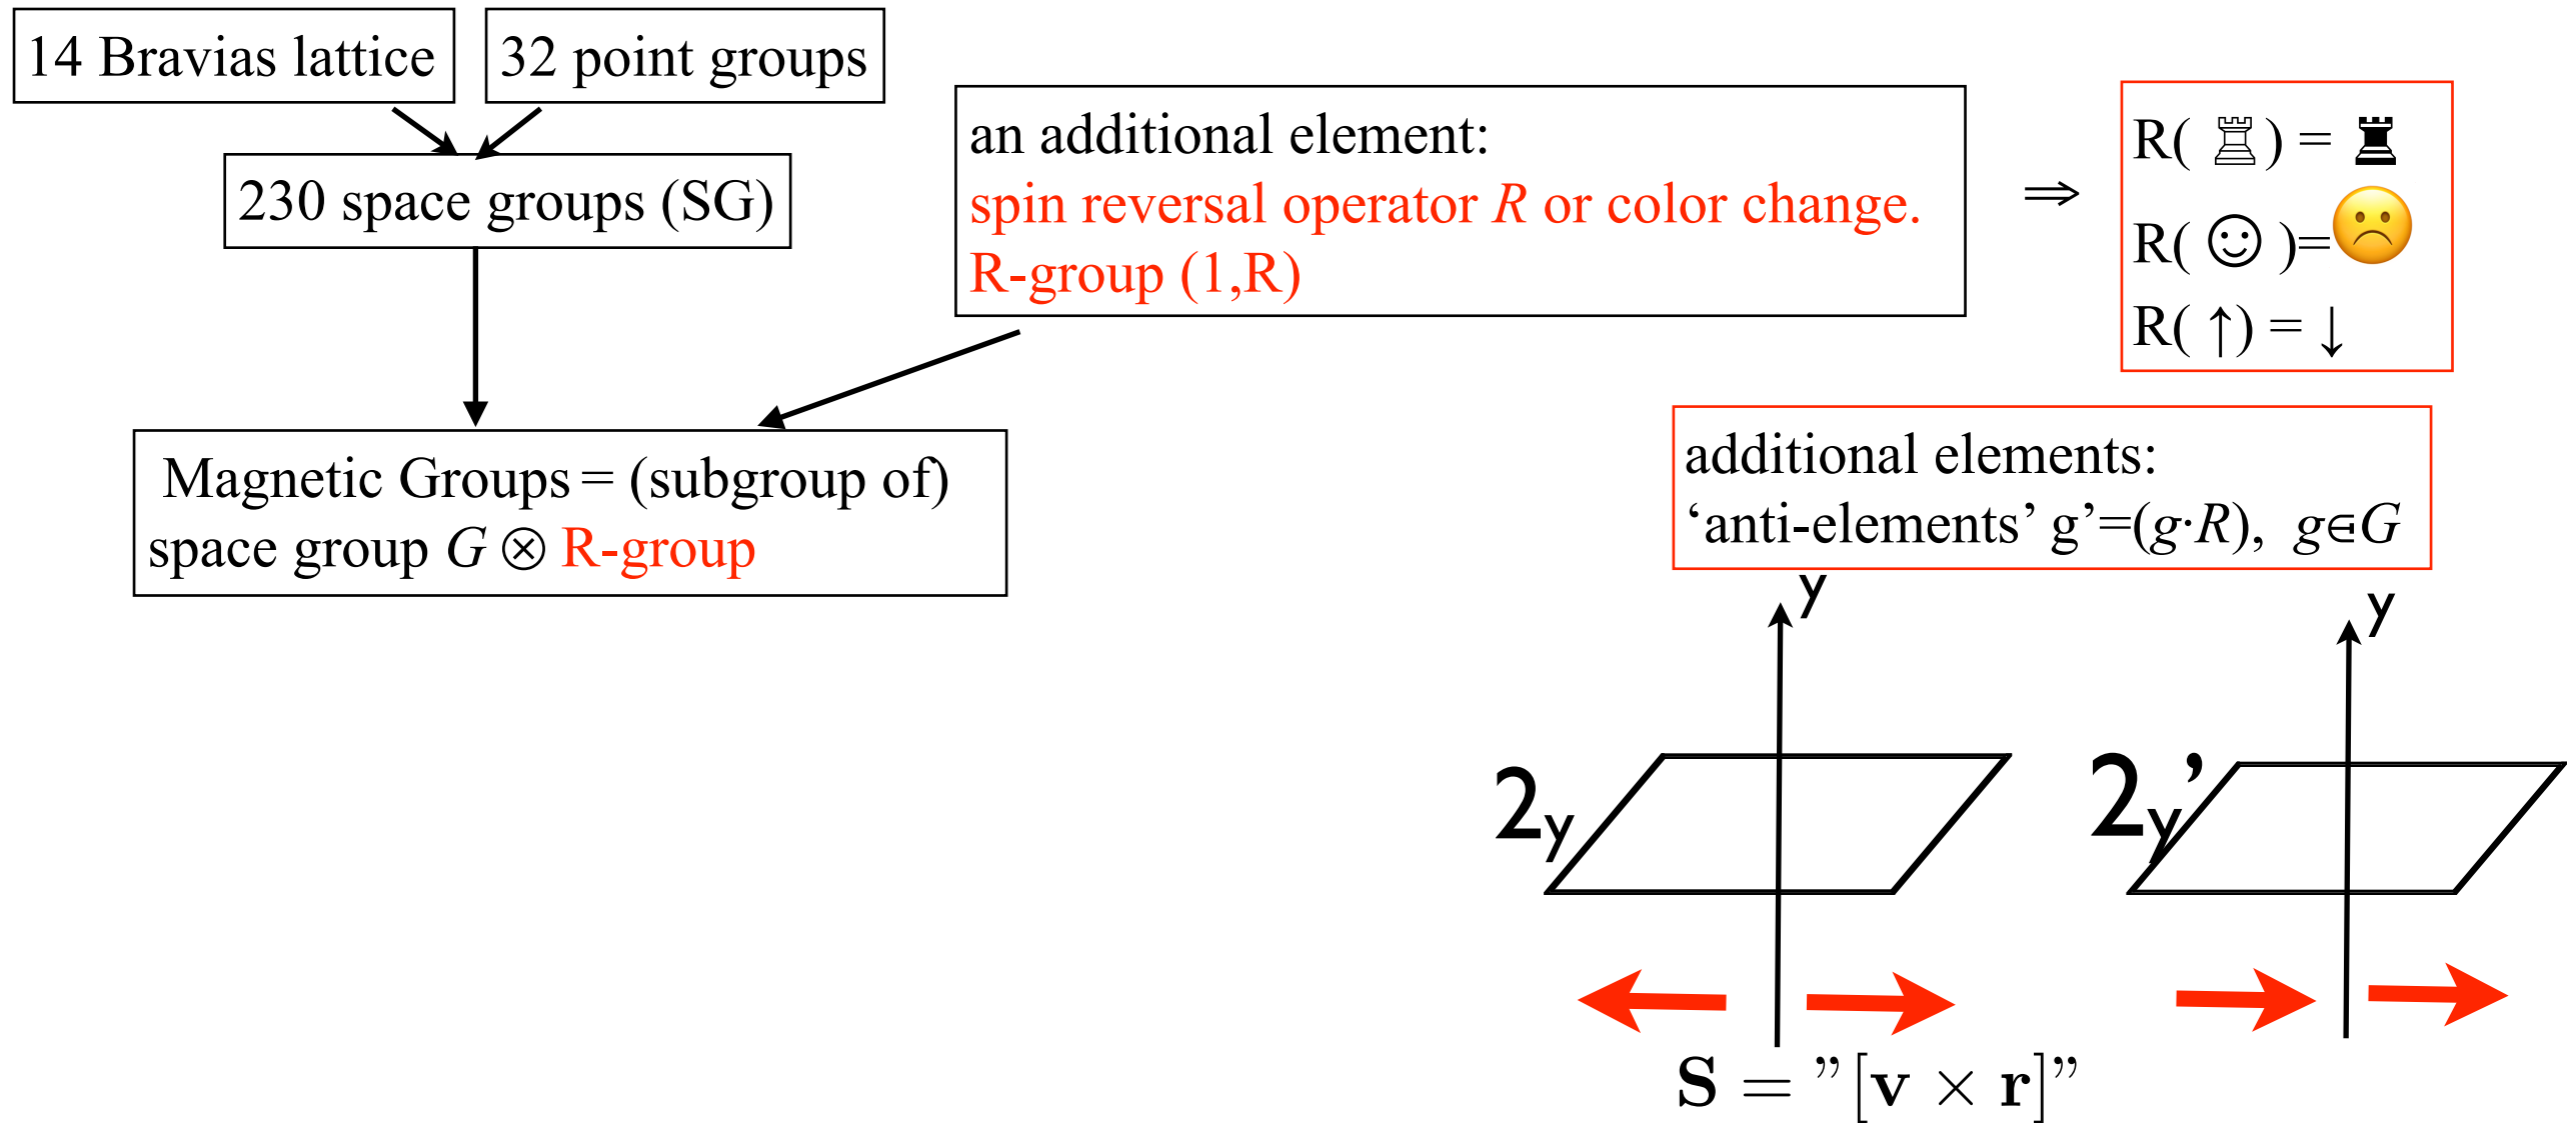 14 Bravias lattice
32 point groups
230 space groups (SG)
an additional element:
spin reversal operator R or color change.
R-group (1,R)
⇒
R( ♖ ) = ♜
R( ☺ )=☹
R( ↑) = ↓
Magnetic Groups = (subgroup of)
space group G ⊗ R-group
additional elements:
‘anti-elements’ g’=(g·R), g∈G
y
y
2y
2y’
S = ”[v × r]”